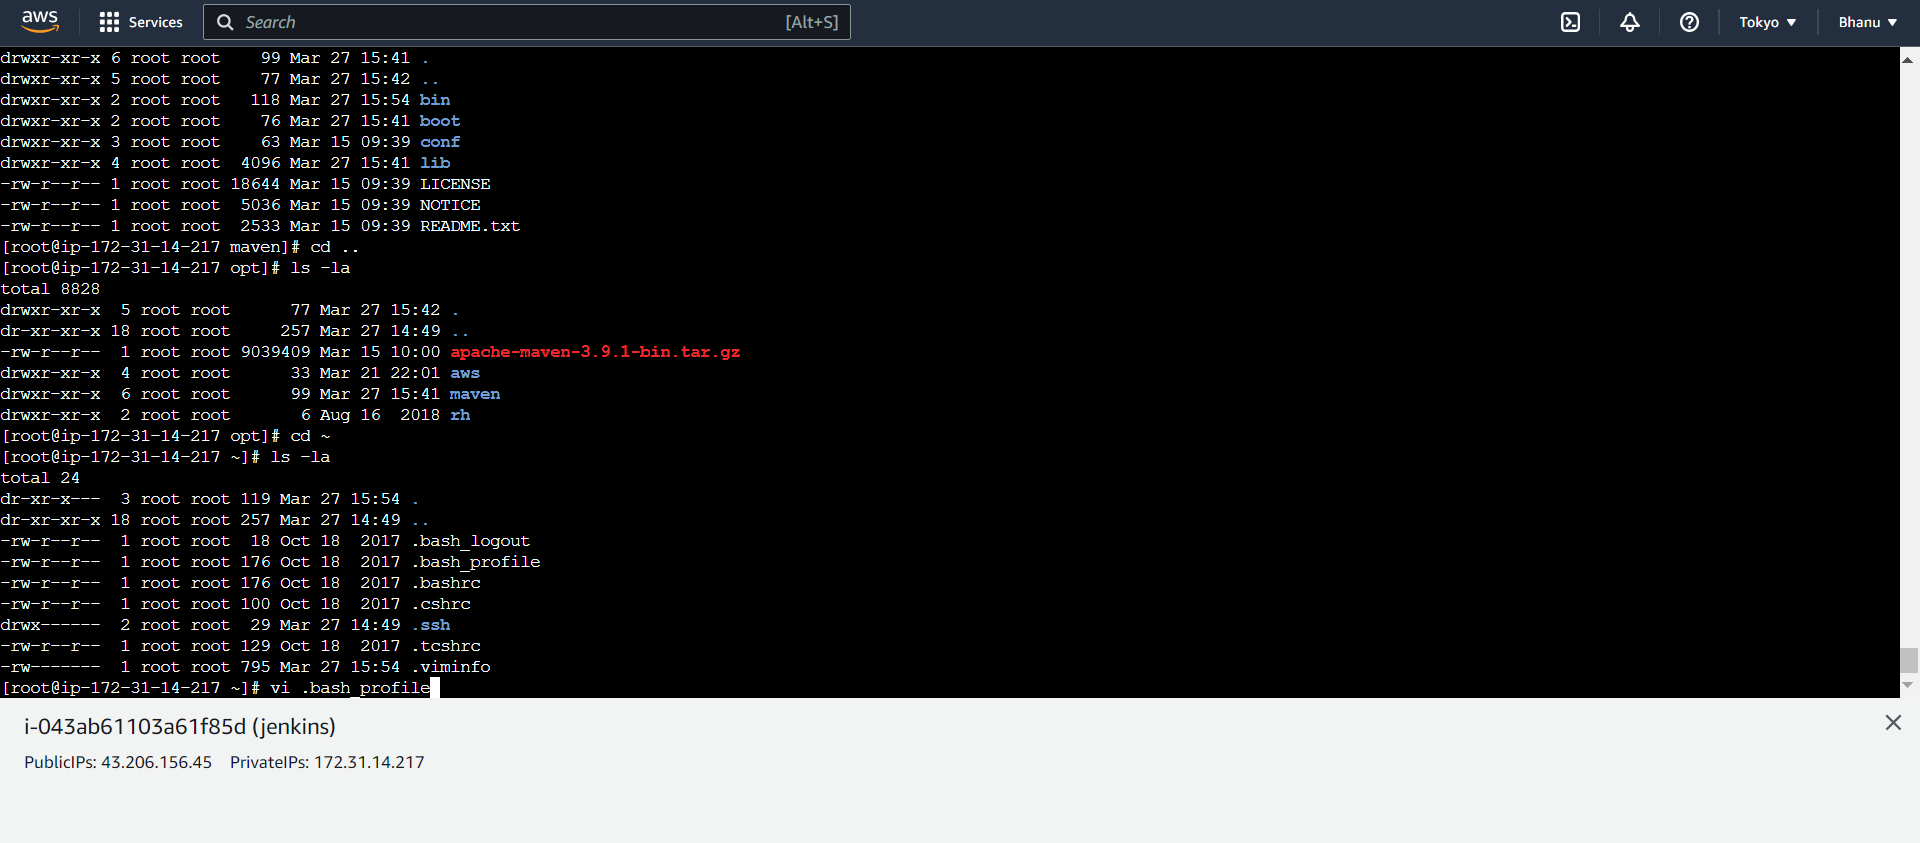 aws Services Search [Alt+S] Tokyo ▼ Bhanu ▼
drwxr-xr-x 6 root root    99 Mar 27 15:41 .
drwxr-xr-x 5 root root    77 Mar 27 15:42 ..
drwxr-xr-x 2 root root   118 Mar 27 15:54 bin
drwxr-xr-x 2 root root    76 Mar 27 15:41 boot
drwxr-xr-x 3 root root    63 Mar 15 09:39 conf
drwxr-xr-x 4 root root  4096 Mar 27 15:41 lib
-rw-r--r-- 1 root root 18644 Mar 15 09:39 LICENSE
-rw-r--r-- 1 root root  5036 Mar 15 09:39 NOTICE
-rw-r--r-- 1 root root  2533 Mar 15 09:39 README.txt
[root@ip-172-31-14-217 maven]# cd ..
[root@ip-172-31-14-217 opt]# ls -la
total 8828
drwxr-xr-x  5 root root      77 Mar 27 15:42 .
dr-xr-xr-x 18 root root     257 Mar 27 14:49 ..
-rw-r--r--  1 root root 9039409 Mar 15 10:00 apache-maven-3.9.1-bin.tar.gz
drwxr-xr-x  4 root root      33 Mar 21 22:01 aws
drwxr-xr-x  6 root root      99 Mar 27 15:41 maven
drwxr-xr-x  2 root root       6 Aug 16  2018 rh
[root@ip-172-31-14-217 opt]# cd ~
[root@ip-172-31-14-217 ~]# ls -la
total 24
dr-xr-x---  3 root root 119 Mar 27 15:54 .
dr-xr-xr-x 18 root root 257 Mar 27 14:49 ..
-rw-r--r--  1 root root  18 Oct 18  2017 .bash_logout
-rw-r--r--  1 root root 176 Oct 18  2017 .bash_profile
-rw-r--r--  1 root root 176 Oct 18  2017 .bashrc
-rw-r--r--  1 root root 100 Oct 18  2017 .cshrc
drwx------  2 root root  29 Mar 27 14:49 .ssh
-rw-r--r--  1 root root 129 Oct 18  2017 .tcshrc
-rw-------  1 root root 795 Mar 27 15:54 .viminfo
[root@ip-172-31-14-217 ~]# vi .bash_profile
i-043ab61103a61f85d (jenkins)
PublicIPs: 43.206.156.45 PrivateIPs: 172.31.14.217